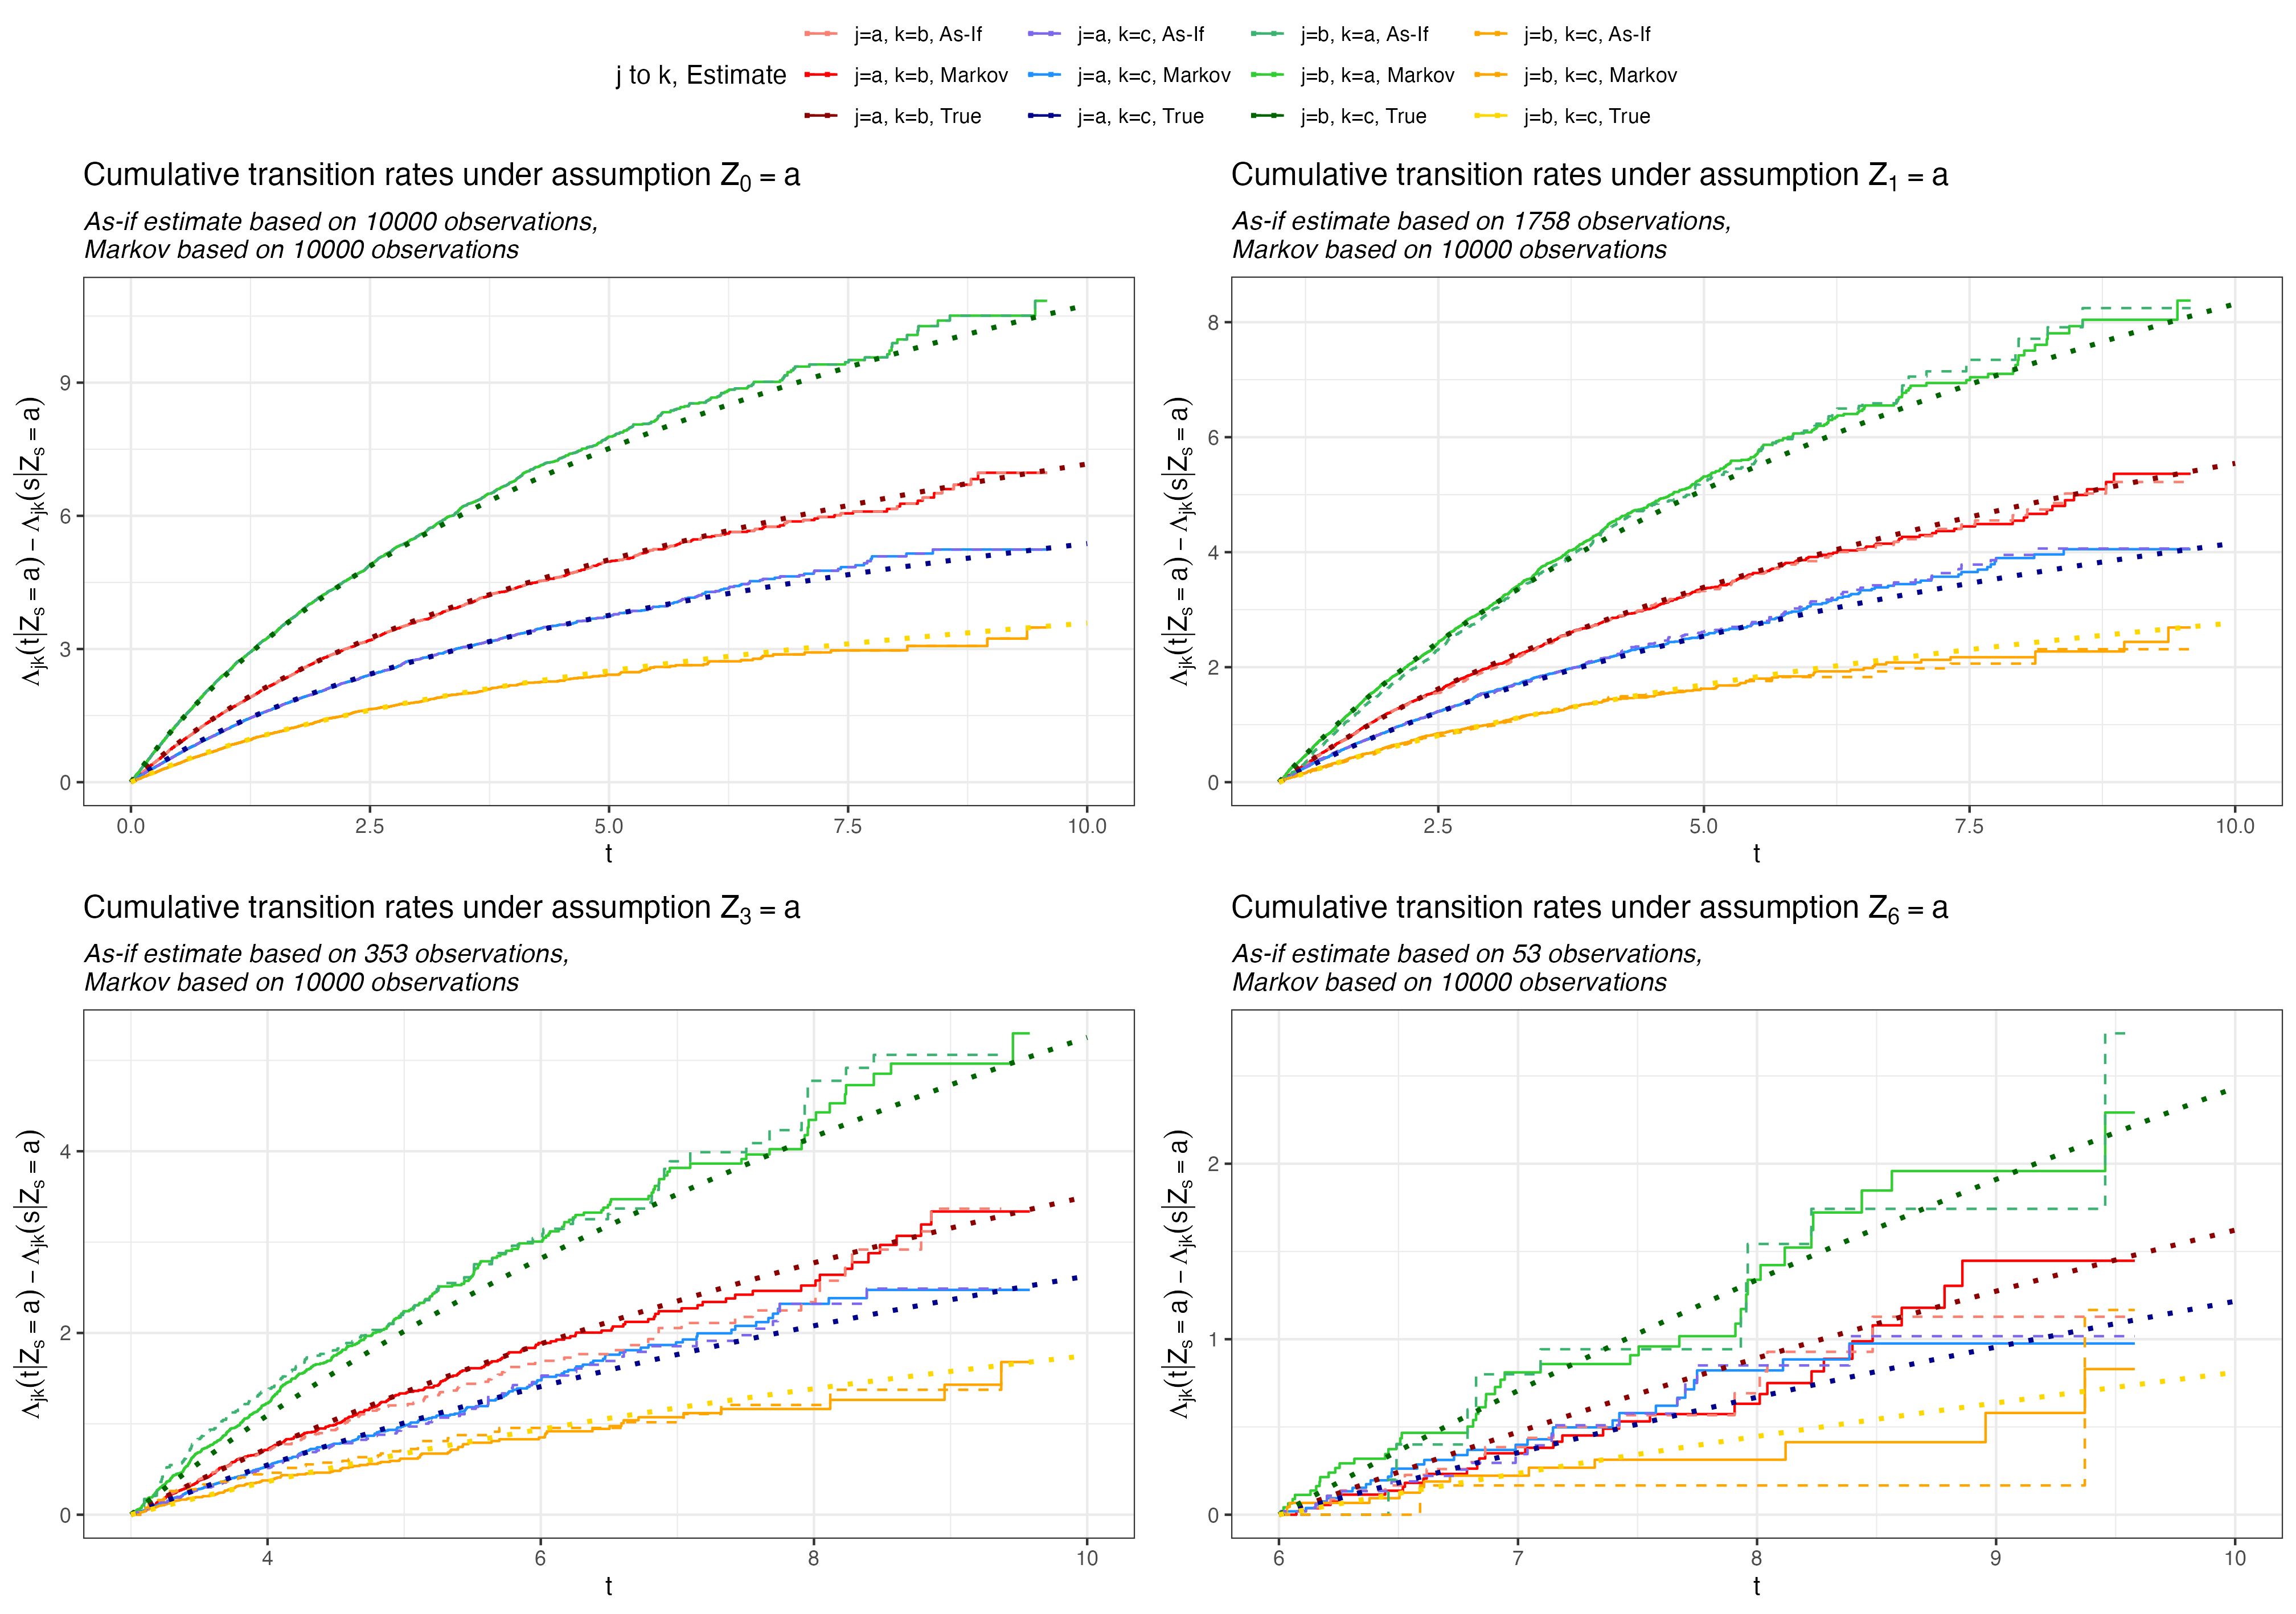 j to k, Estimate
j=a, k=b, As-If
j=a, k=c, As-If
j=b, k=a, As-If
j=b, k=c, As-If
j=a, k=b, Markov
j=a, k=c, Markov
j=b, k=a, Markov
j=b, k=c, Markov
j=a, k=b, True
j=a, k=c, True
j=b, k=c, True
j=b, k=c, True
Cumulative transition rates under assumption Z₀ = a
As-if estimate based on 10000 observations,
Markov based on 10000 observations
Λⱼₖ(t|Zₛ = a) − Λⱼₖ(s|Zₛ = a)
9
6
3
0
0.0 2.5 5.0 7.5 10.0
t
Cumulative transition rates under assumption Z₁ = a
As-if estimate based on 1758 observations,
Markov based on 10000 observations
Λⱼₖ(t|Zₛ = a) − Λⱼₖ(s|Zₛ = a)
8
6
4
2
0
2.5 5.0 7.5 10.0
t
Cumulative transition rates under assumption Z₃ = a
As-if estimate based on 353 observations,
Markov based on 10000 observations
Λⱼₖ(t|Zₛ = a) − Λⱼₖ(s|Zₛ = a)
4
2
0
4 6 8 10
t
Cumulative transition rates under assumption Z₆ = a
As-if estimate based on 53 observations,
Markov based on 10000 observations
Λⱼₖ(t|Zₛ = a) − Λⱼₖ(s|Zₛ = a)
2
1
0
6 7 8 9 10
t